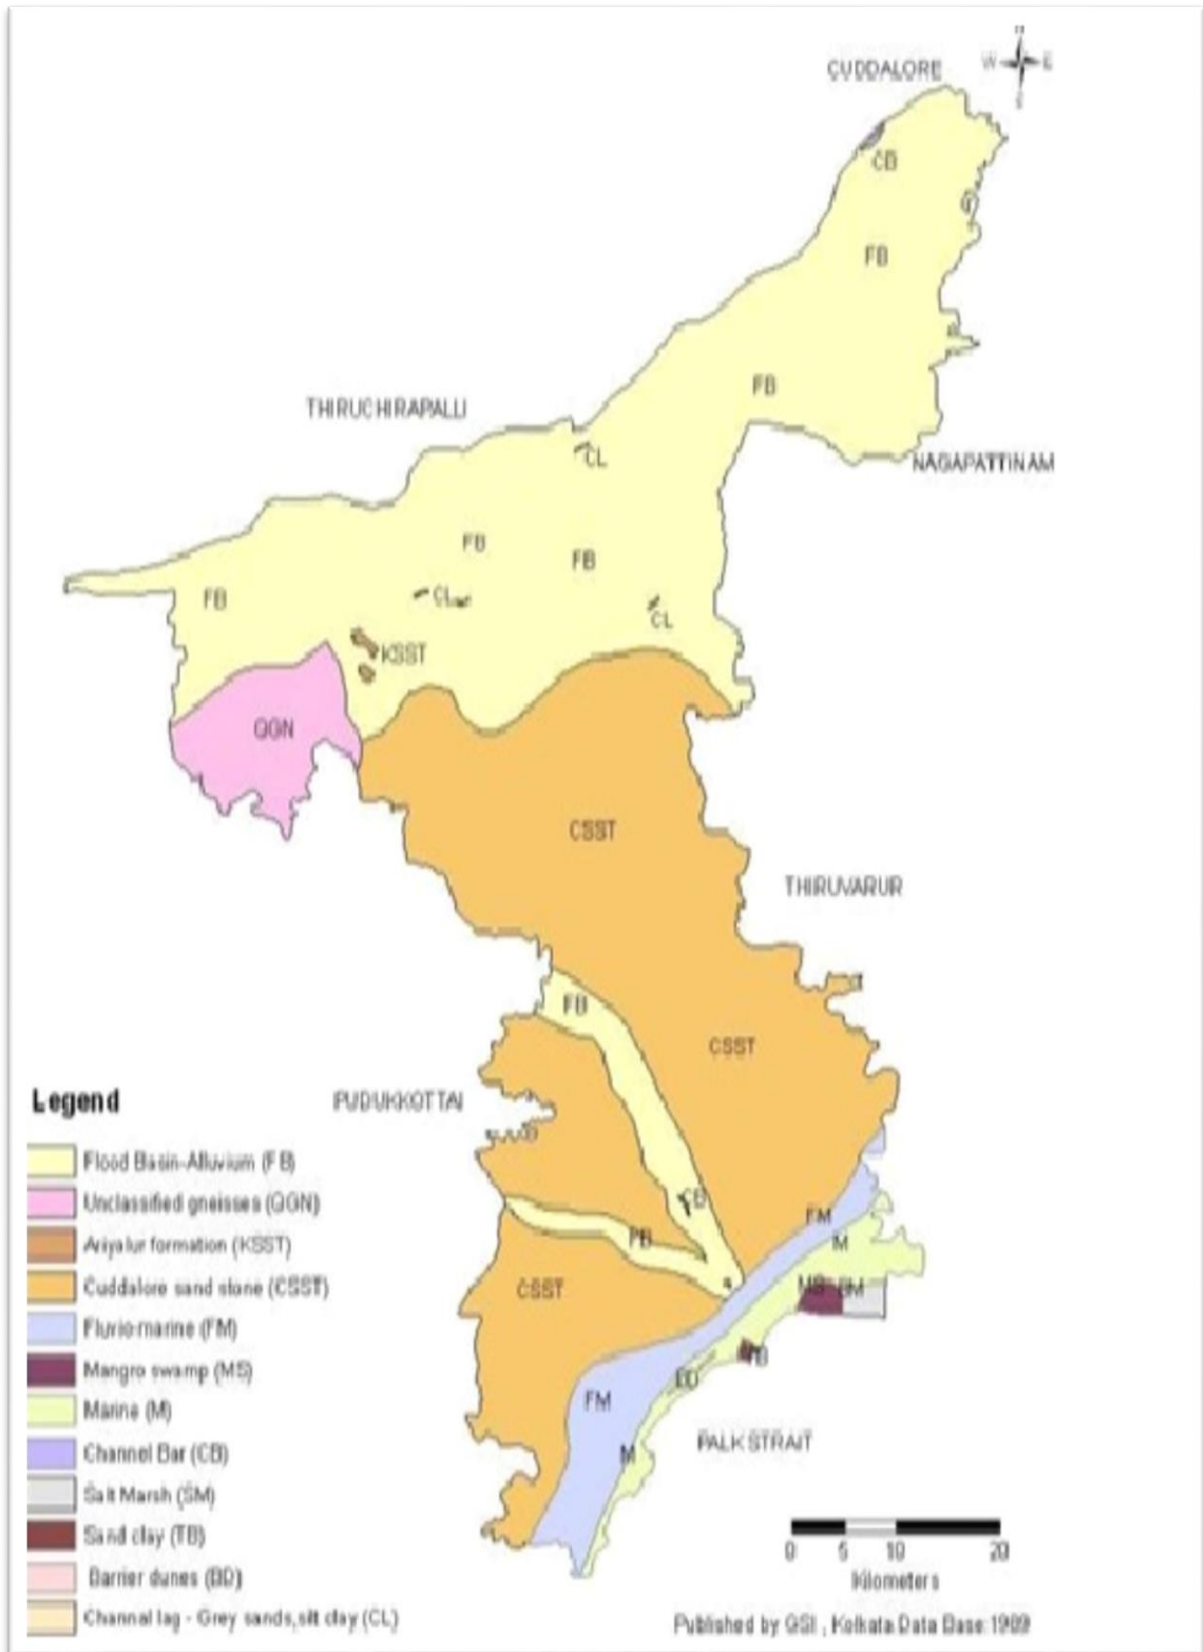 N
CUDDALORE
W E
S
CB
FB
FB
THIRUCHIRAPALLI
CL
NAGAPATTINAM
FB
FB
FB
CL
CL
KSST
QGN
CSST
THIRUVARUR
FB
CSST
Legend
PUDUKKOTTAI
Flood Basin-Alluvium (FB)
Unclassified gneisses (QGN)
CB
FM
Ariyalur formation (KSST)
FB
M
Cuddalore sand stone (CSST)
CSST
MS SM
Fluvio-marine (FM)
TB
Mangro swamp (MS)
BD
Marine (M)
FM
Channel Bar (CB)
M
PALK STRAIT
Salt Marsh (SM)
Sand clay (TB)
0 5 10 20
Barrier dunes (BD)
Kilometers
Channel lag - Grey sands,silt clay (CL)
Published by GSI , Kolkata Data Base:1989